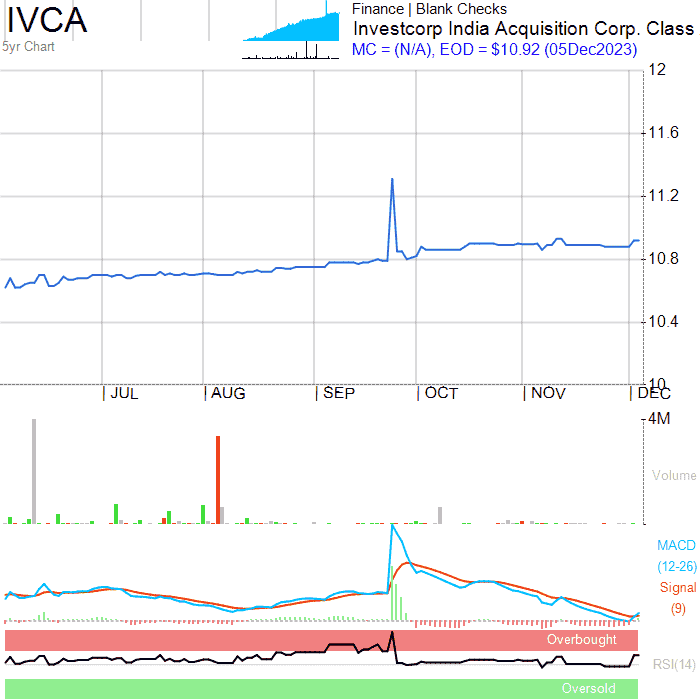 IVCA
5yr Chart
Finance | Blank Checks
Investcorp India Acquisition Corp. Class
MC = (N/A), EOD = $10.92 (05Dec2023)
12
11.6
11.2
10.8
10.4
10
| JUL | AUG | SEP | OCT | NOV | DEC
4M
Volume
MACD
(12-26)
Signal
(9)
Overbought
RSI(14)
Oversold